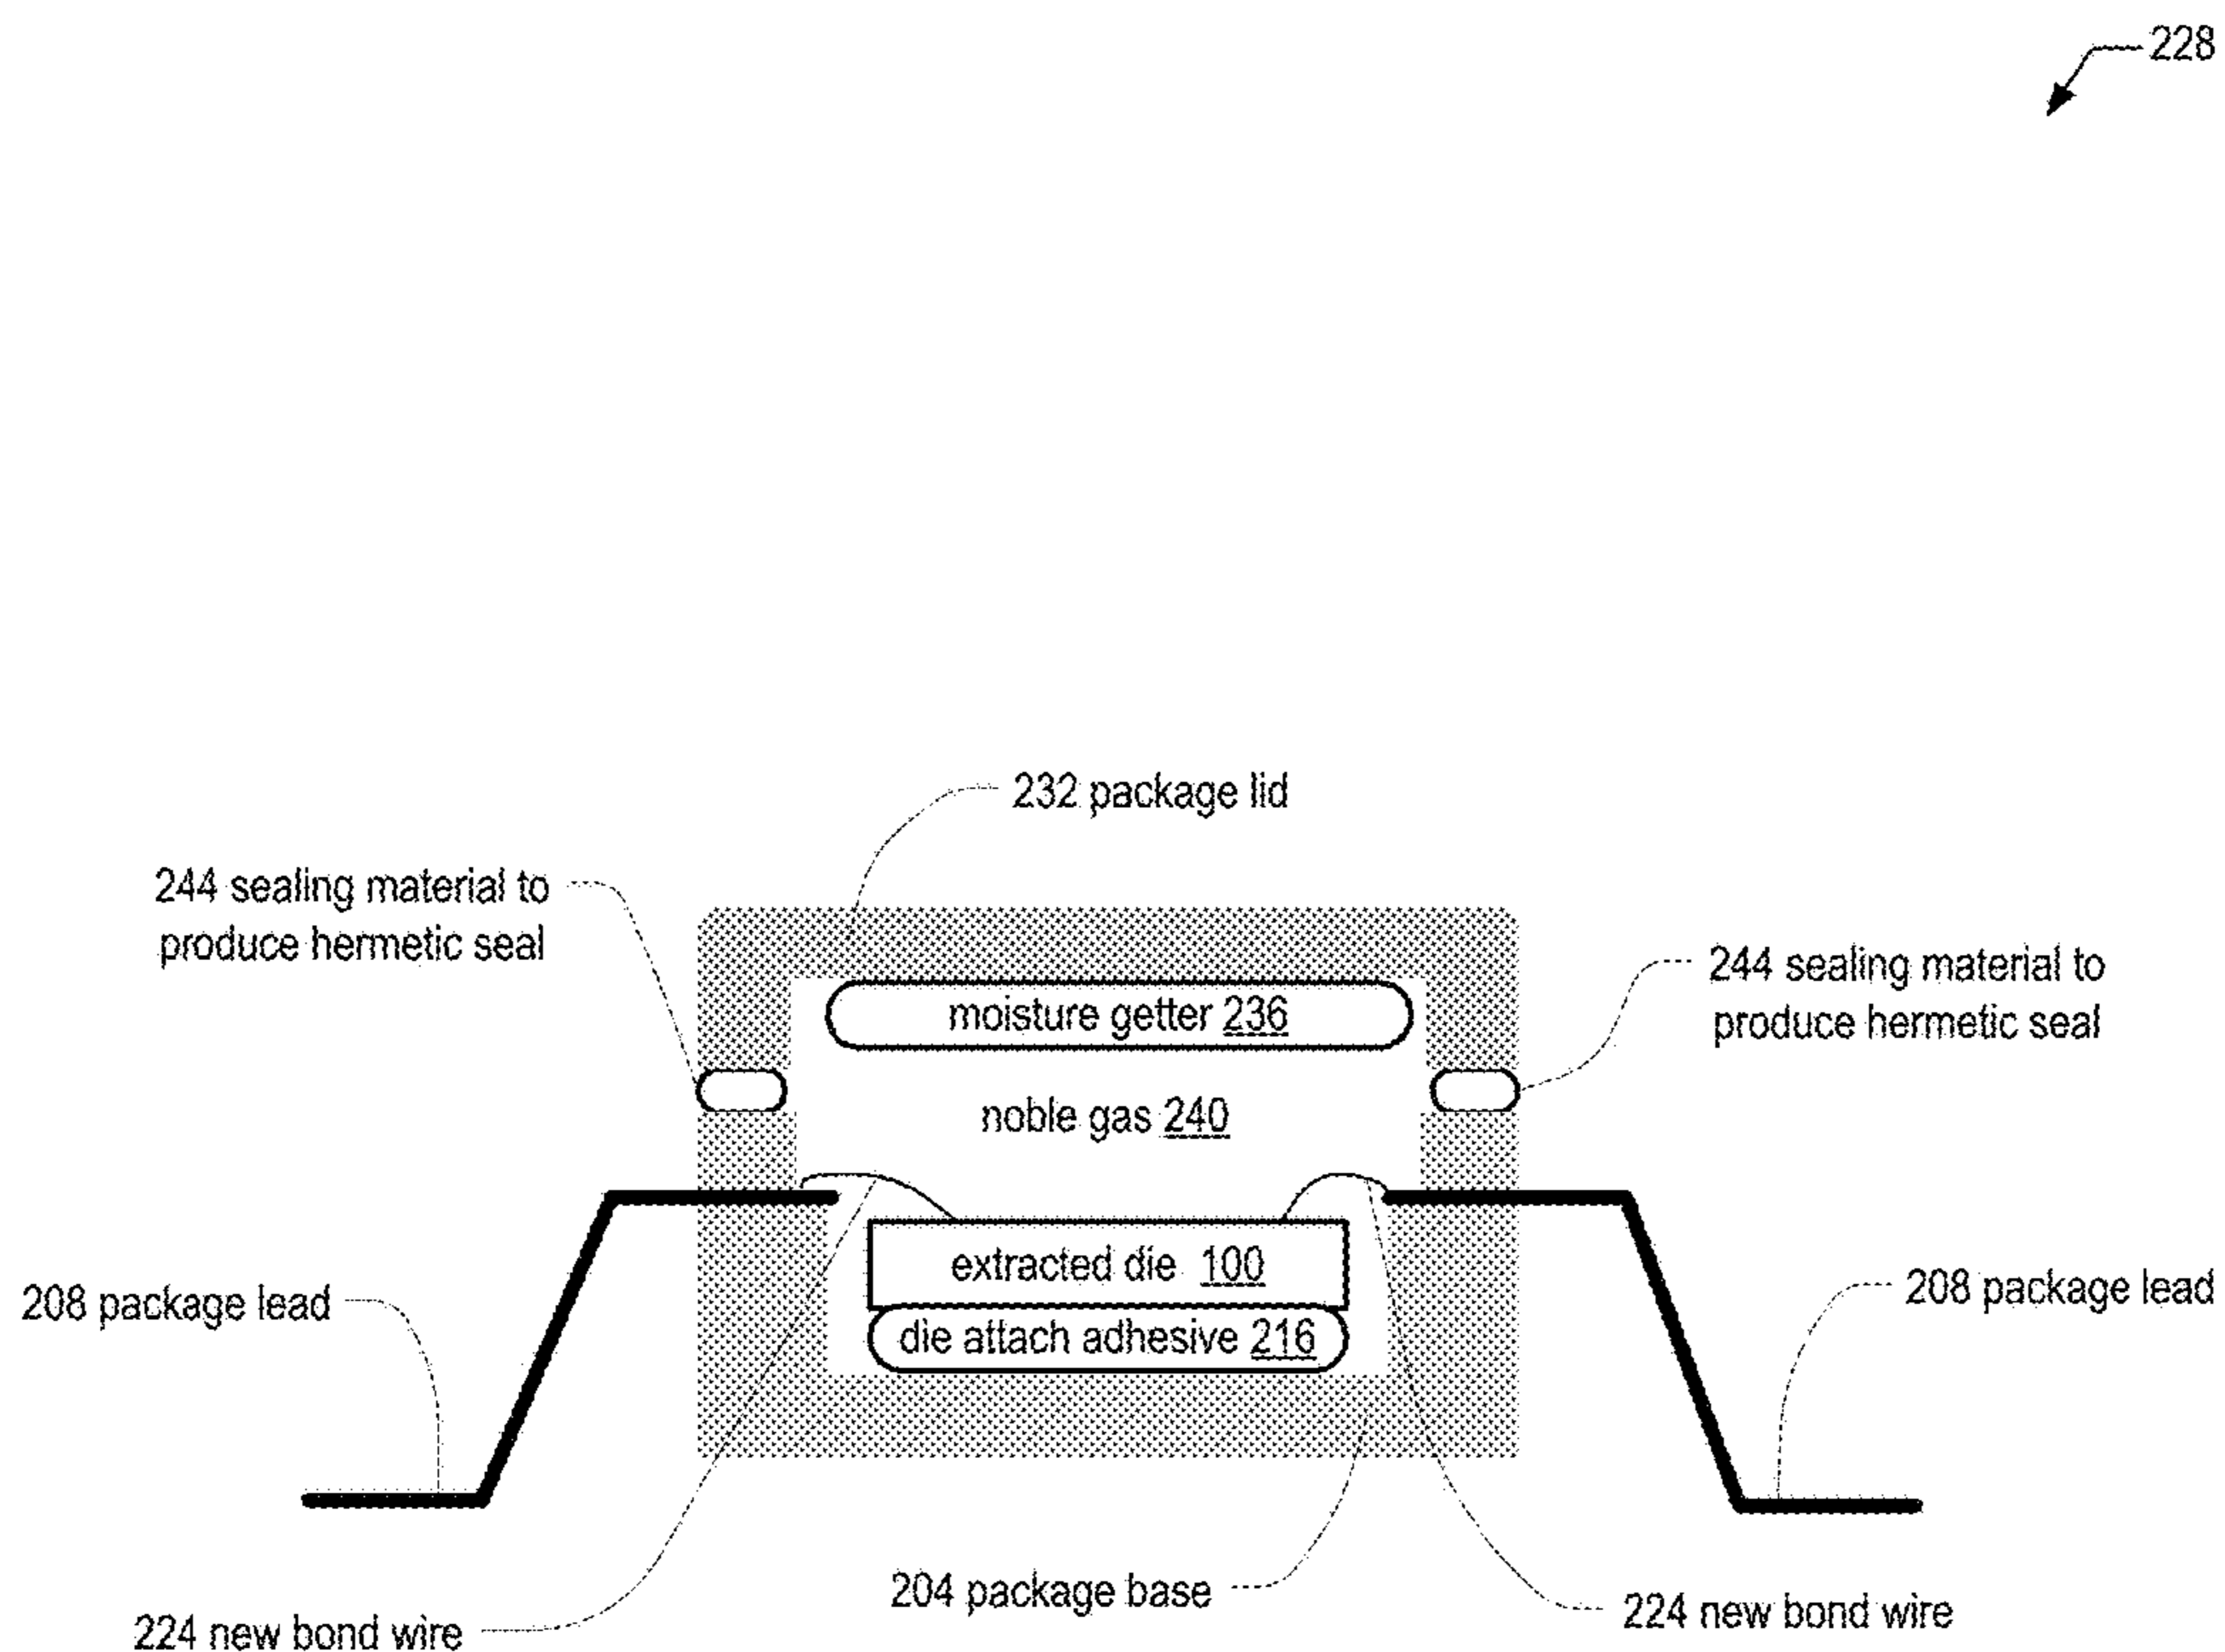 228
232 package lid
244 sealing material to
produce hermetic seal
244 sealing material to
produce hermetic seal
moisture getter 236
noble gas 240
extracted die 100
208 package lead
208 package lead
die attach adhesive 216
204 package base
224 new bond wire
224 new bond wire